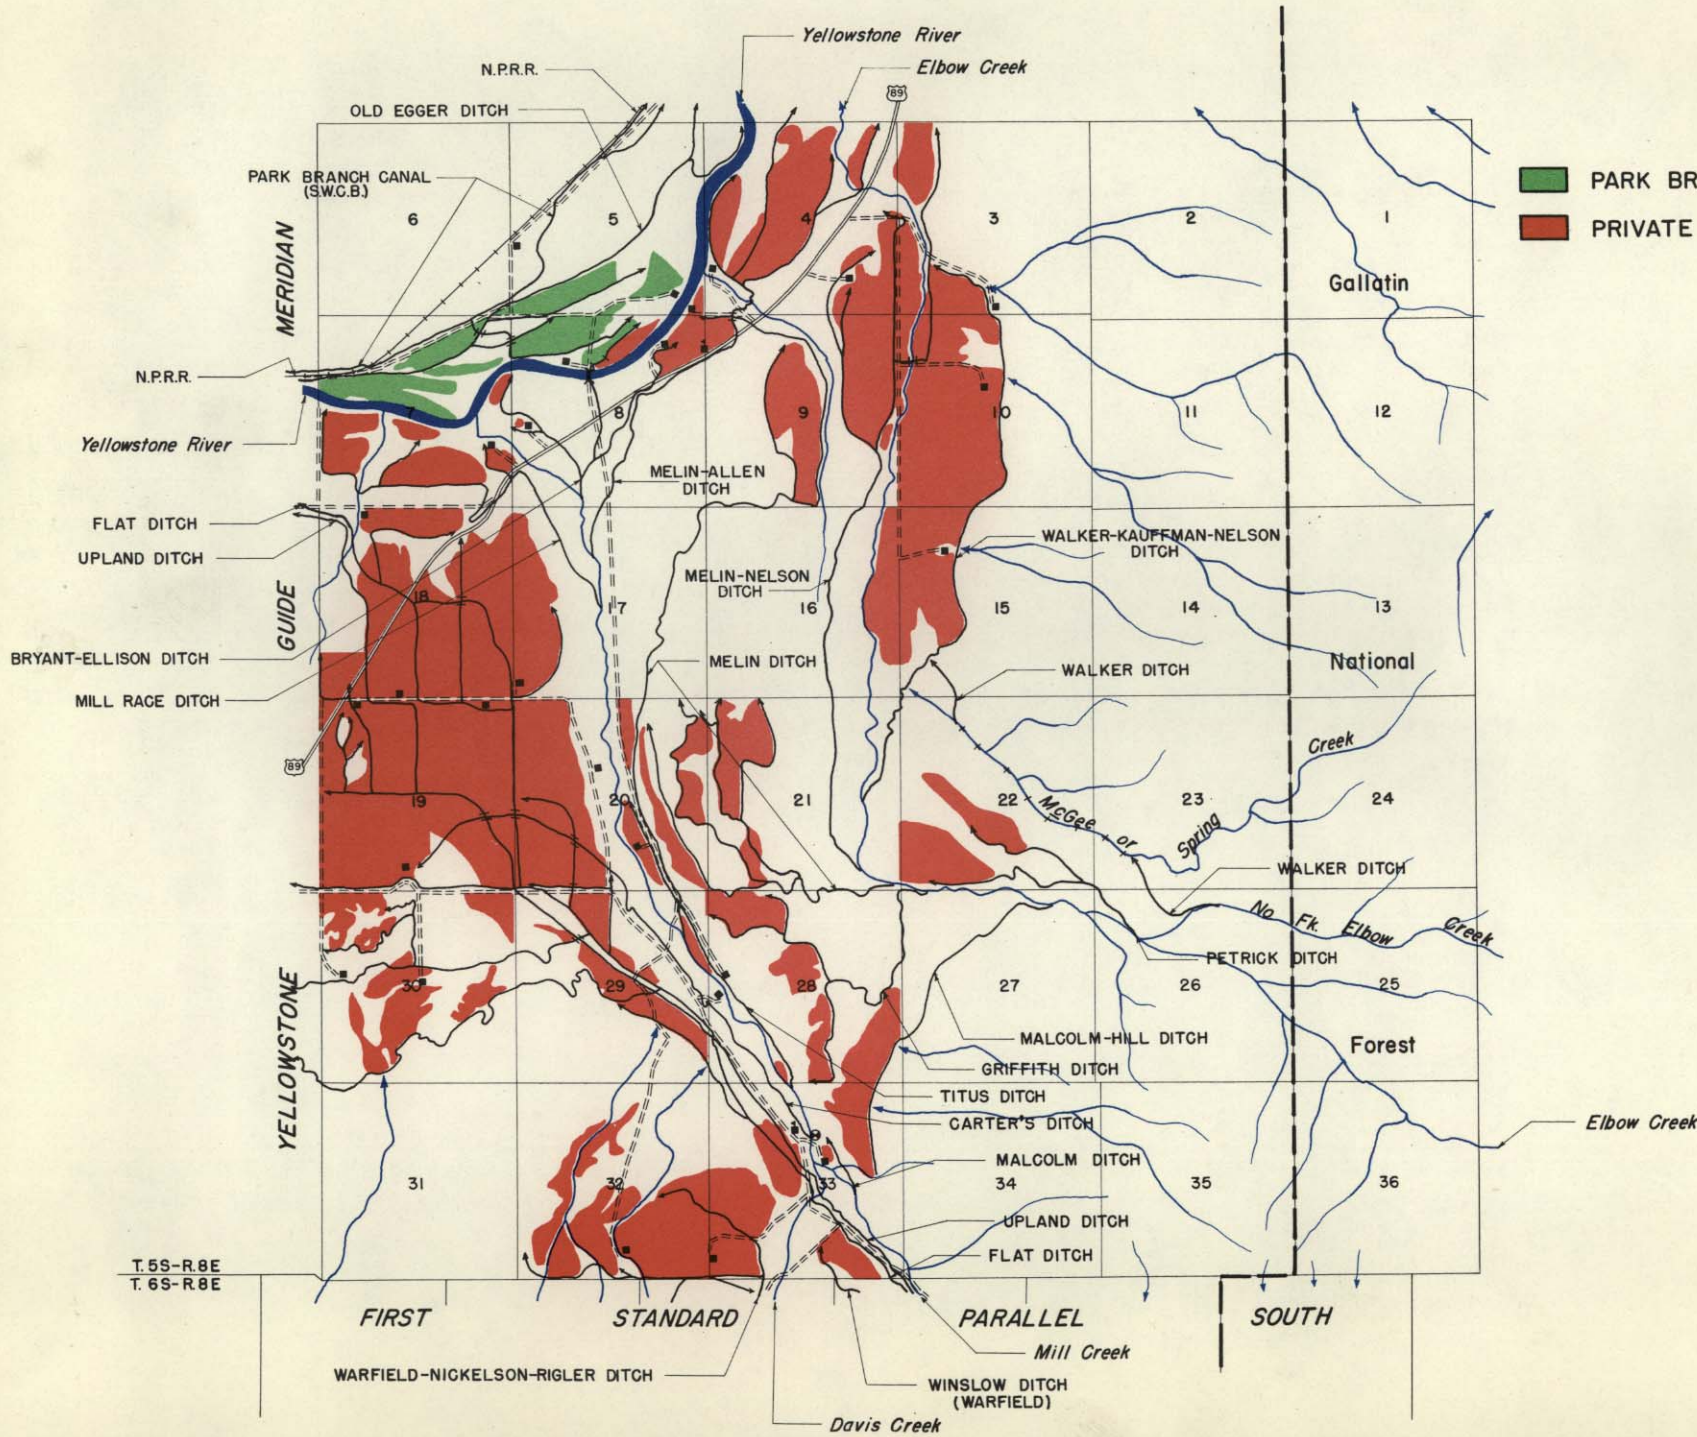 Yellowstone River
N.P.R.R.
Elbow Creek
89
OLD EGGER DITCH
PARK BRANCH CANAL
(S.W.C.B.)
6
5
4
3
2
1
PARK BR
PRIVATE
MERIDIAN
Gallatin
N.P.R.R.
7
8
9
10
11
12
Yellowstone River
MELIN-ALLEN
DITCH
FLAT DITCH
UPLAND DITCH
WALKER-KAUFFMAN-NELSON
DITCH
MELIN-NELSON
DITCH
GUIDE
18
17
16
15
14
13
BRYANT-ELLISON DITCH
MELIN DITCH
WALKER DITCH
National
MILL RACE DITCH
89
Creek
19
20
21
22
23
24
McGee or Spring
WALKER DITCH
No. Fk. Elbow Creek
PETRICK DITCH
30
29
28
27
26
25
YELLOWSTONE
MALCOLM-HILL DITCH
Forest
GRIFFITH DITCH
TITUS DITCH
CARTER'S DITCH
Elbow Creek
MALCOLM DITCH
31
32
33
34
35
36
UPLAND DITCH
FLAT DITCH
T. 5S-R.8E
T. 6S-R.8E
FIRST STANDARD PARALLEL SOUTH
Mill Creek
WARFIELD-NICKELSON-RIGLER DITCH
WINSLOW DITCH
(WARFIELD)
Davis Creek